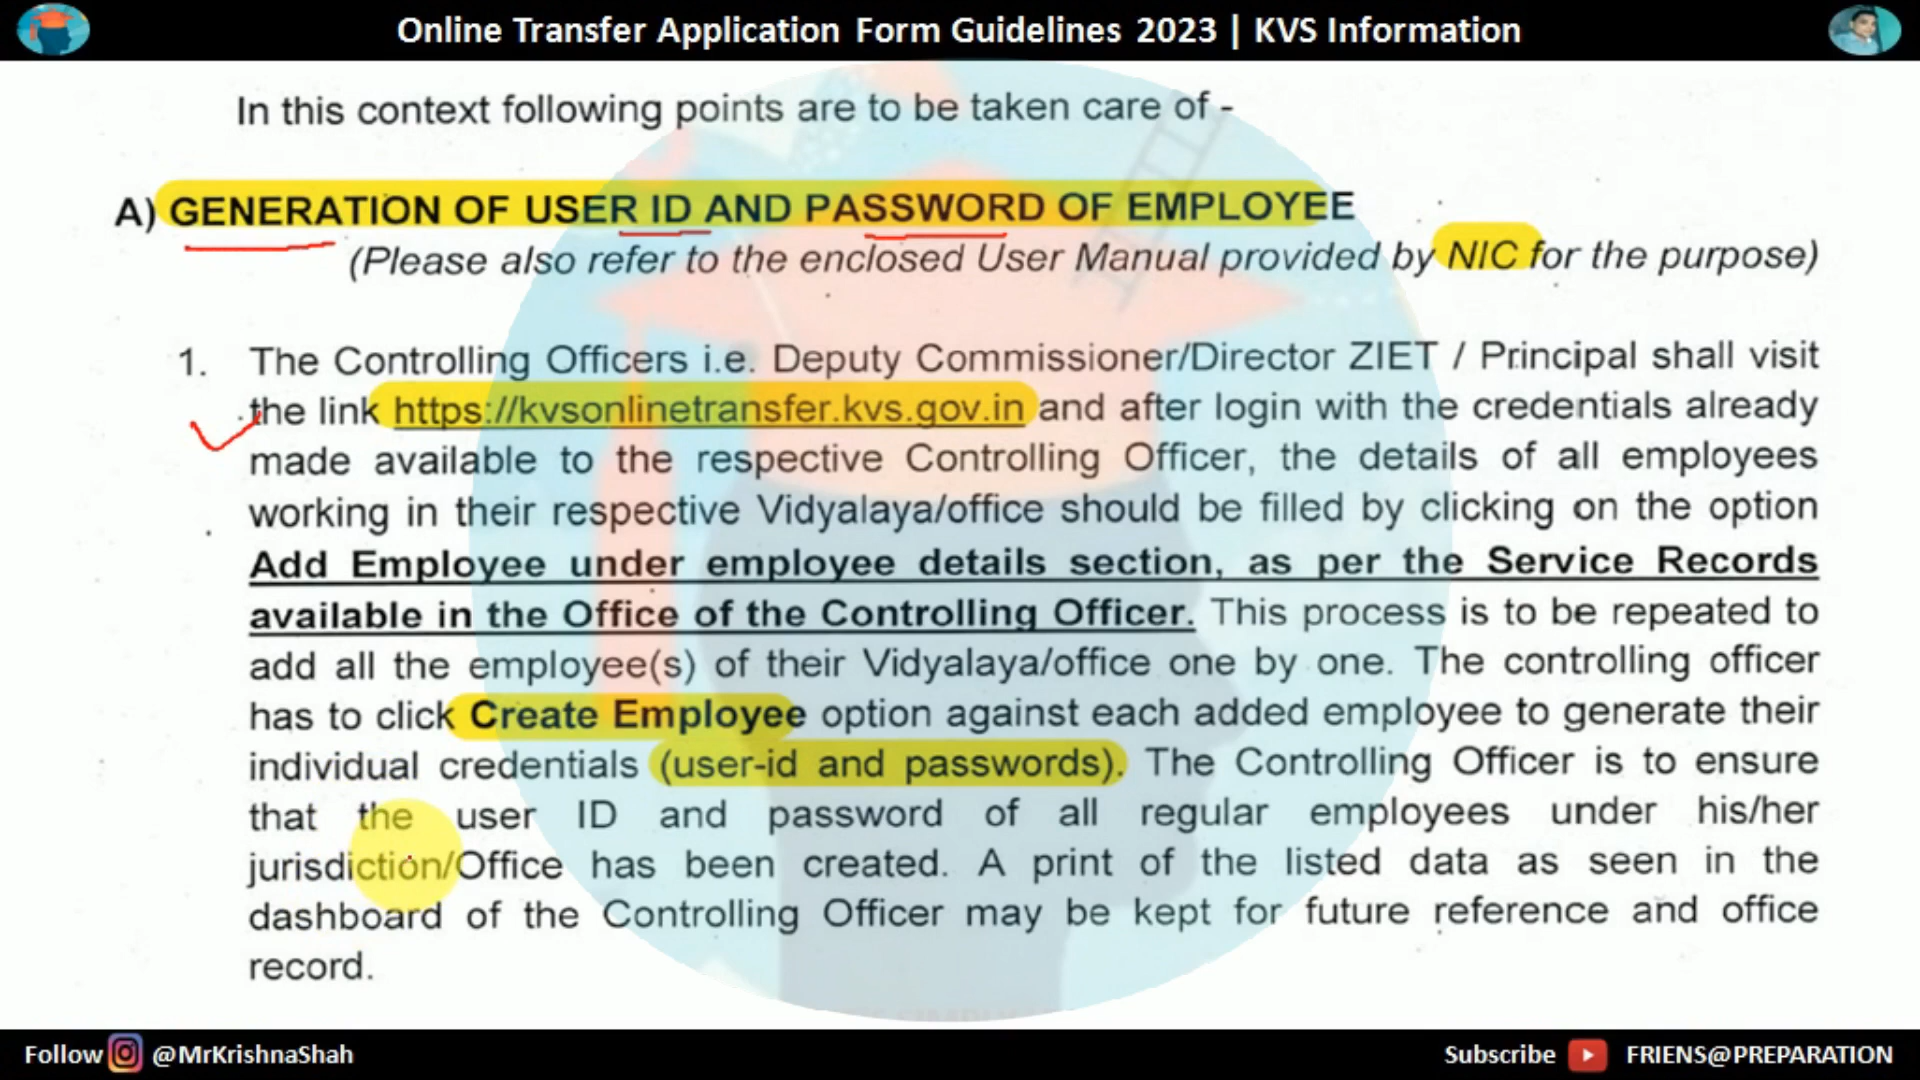 Online Transfer Application Form Guidelines 2023 | KVS Information
In this context following points are to be taken care of -
A) GENERATION OF USER ID AND PASSWORD OF EMPLOYEE
(Please also refer to the enclosed User Manual provided by NIC for the purpose)
1. The Controlling Officers i.e. Deputy Commissioner/Director ZIET / Principal shall visit
the link https://kvsonlinetransfer.kvs.gov.in and after login with the credentials already
made available to the respective Controlling Officer, the details of all employees
working in their respective Vidyalaya/office should be filled by clicking on the option
Add Employee under employee details section, as per the Service Records
available in the Office of the Controlling Officer. This process is to be repeated to
add all the employee(s) of their Vidyalaya/office one by one. The controlling officer
has to click Create Employee option against each added employee to generate their
individual credentials (user-id and passwords). The Controlling Officer is to ensure
that the user ID and password of all regular employees under his/her
jurisdiction/Office has been created. A print of the listed data as seen in the
dashboard of the Controlling Officer may be kept for future reference and office
record.
Follow @MrKrishnaShah
Subscribe FRIENS@PREPARATION